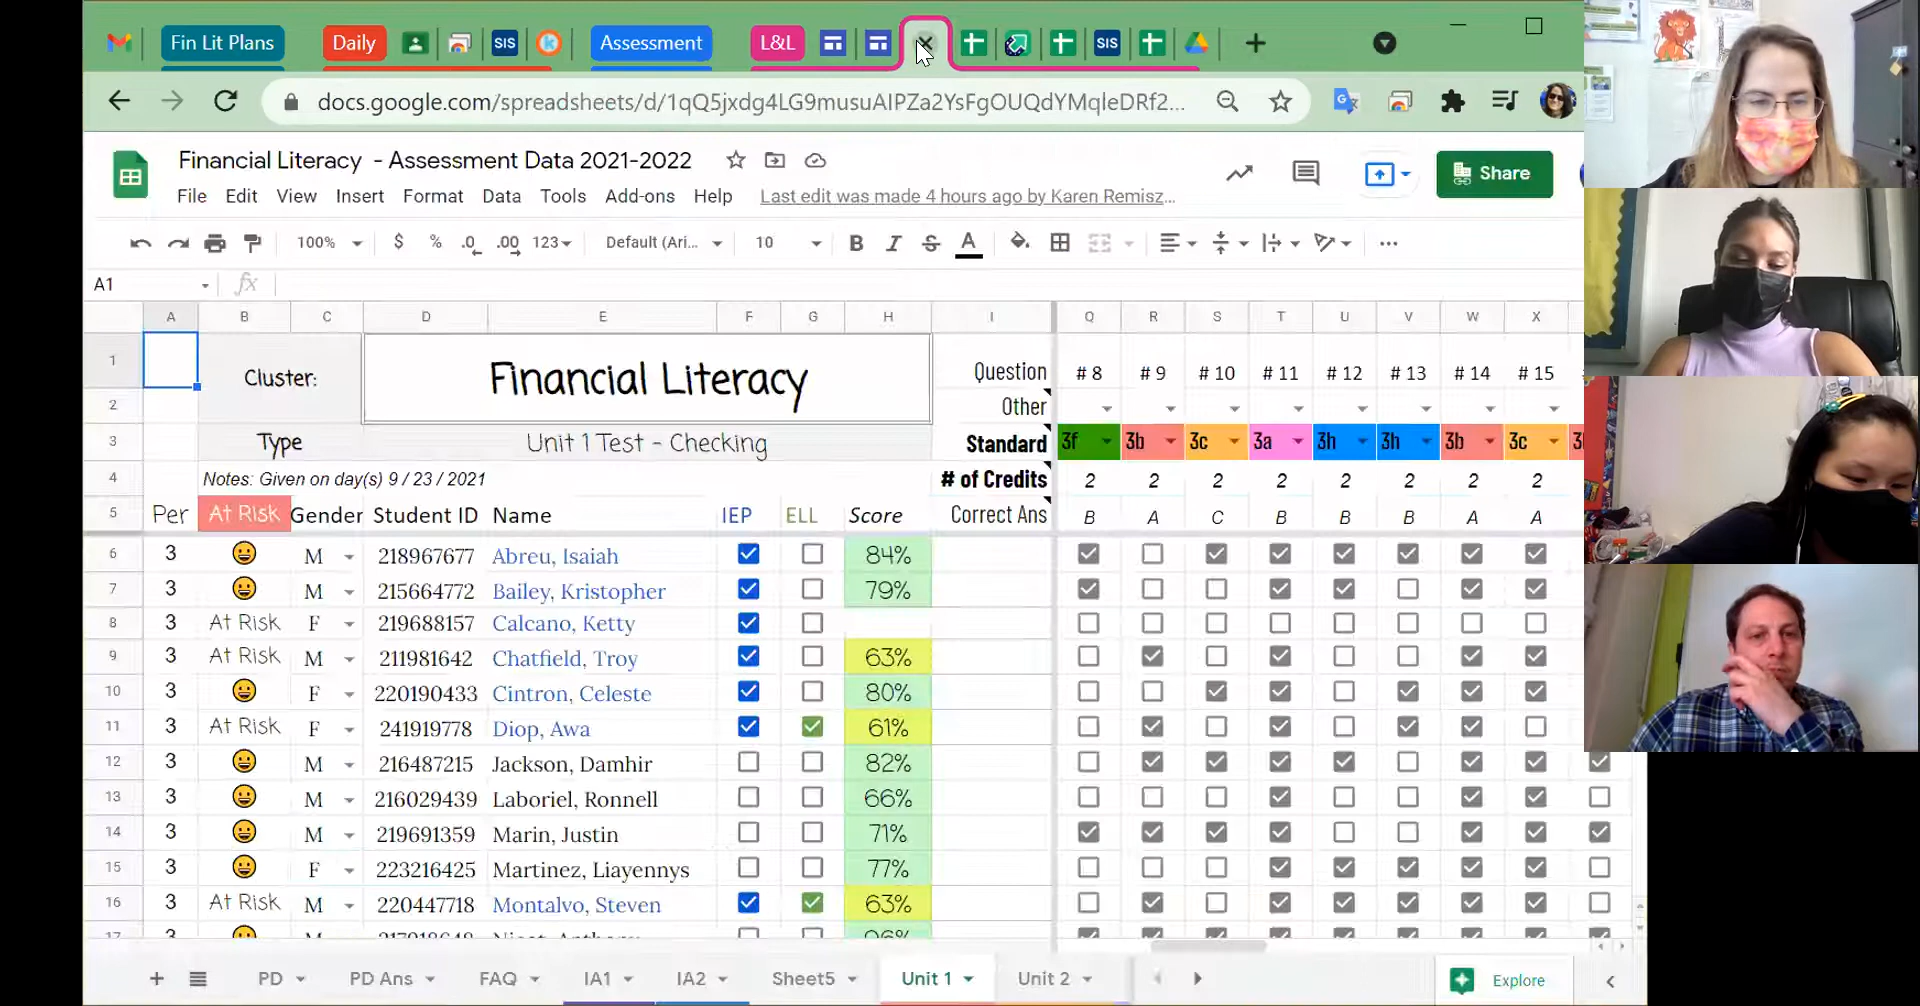 Fin Lit Plans Daily SIS Assessment L&L SIS
docs.google.com/spreadsheets/d/1qQ5jxdg4LG9musuAIPZa2YsFgOUQdYMqleDRf2...
Financial Literacy - Assessment Data 2021-2022
Share
File Edit View Insert Format Data Tools Add-ons Help Last edit was made 4 hours ago by Karen Remisz...
100% $ % .0 .00 123 Default (Ari... 10 B I S A
A1 fx
A B C D E F G H I Q R S T U V W X
1 Cluster: Financial Literacy Question # 8 # 9 # 10 # 11 # 12 # 13 # 14 # 15
2 Other
3 Type Unit 1 Test - Checking Standard 3f 3b 3c 3a 3h 3h 3b 3c
4 Notes: Given on day(s) 9 / 23 / 2021 # of Credits 2 2 2 2 2 2 2 2
5 Per At Risk Gender Student ID Name IEP ELL Score Correct Ans B A C B B B A A
6 3 M 218967677 Abreu, Isaiah 84%
7 3 M 215664772 Bailey, Kristopher 79%
8 3 At Risk F 219688157 Calcano, Ketty
9 3 At Risk M 211981642 Chatfield, Troy 63%
10 3 F 220190433 Cintron, Celeste 80%
11 3 At Risk F 241919778 Diop, Awa 61%
12 3 M 216487215 Jackson, Damhir 82%
13 3 M 216029439 Laboriel, Ronnell 66%
14 3 M 219691359 Marin, Justin 71%
15 3 F 223216425 Martinez, Liayennys 77%
16 3 At Risk M 220447718 Montalvo, Steven 63%
17 3
PD PD Ans FAQ IA1 IA2 Sheet5 Unit 1 Unit 2 Explore